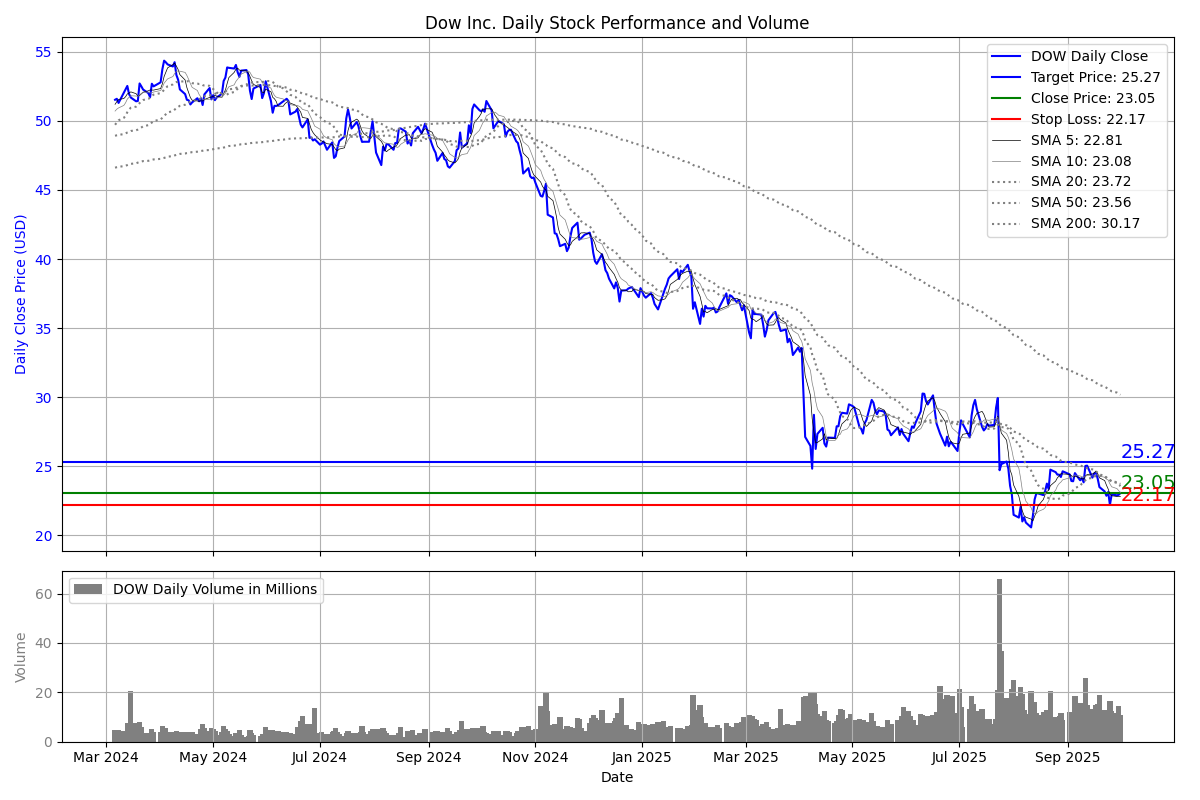 Dow Inc. Daily Stock Performance and Volume
Daily Close Price (USD)
55
50
45
40
35
30
25
20
DOW Daily Close
Target Price: 25.27
Close Price: 23.05
Stop Loss: 22.17
SMA 5: 22.81
SMA 10: 23.08
SMA 20: 23.72
SMA 50: 23.56
SMA 200: 30.17
25.27
23.05
22.17
Volume
60
40
20
0
DOW Daily Volume in Millions
Mar 2024 May 2024 Jul 2024 Sep 2024 Nov 2024 Jan 2025 Mar 2025 May 2025 Jul 2025 Sep 2025
Date